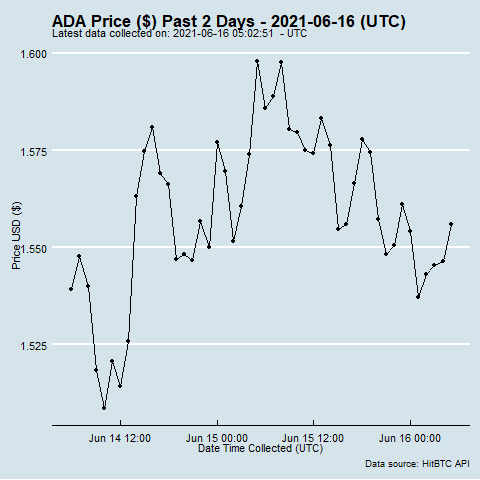 ADA Price ($) Past 2 Days - 2021-06-16 (UTC)
Latest data collected on: 2021-06-16 05:02:51  - UTC
1.600
1.575
1.550
1.525
Price USD ($)
Jun 14 12:00
Jun 15 00:00
Jun 15 12:00
Jun 16 00:00
Date Time Collected (UTC)
Data source: HitBTC API